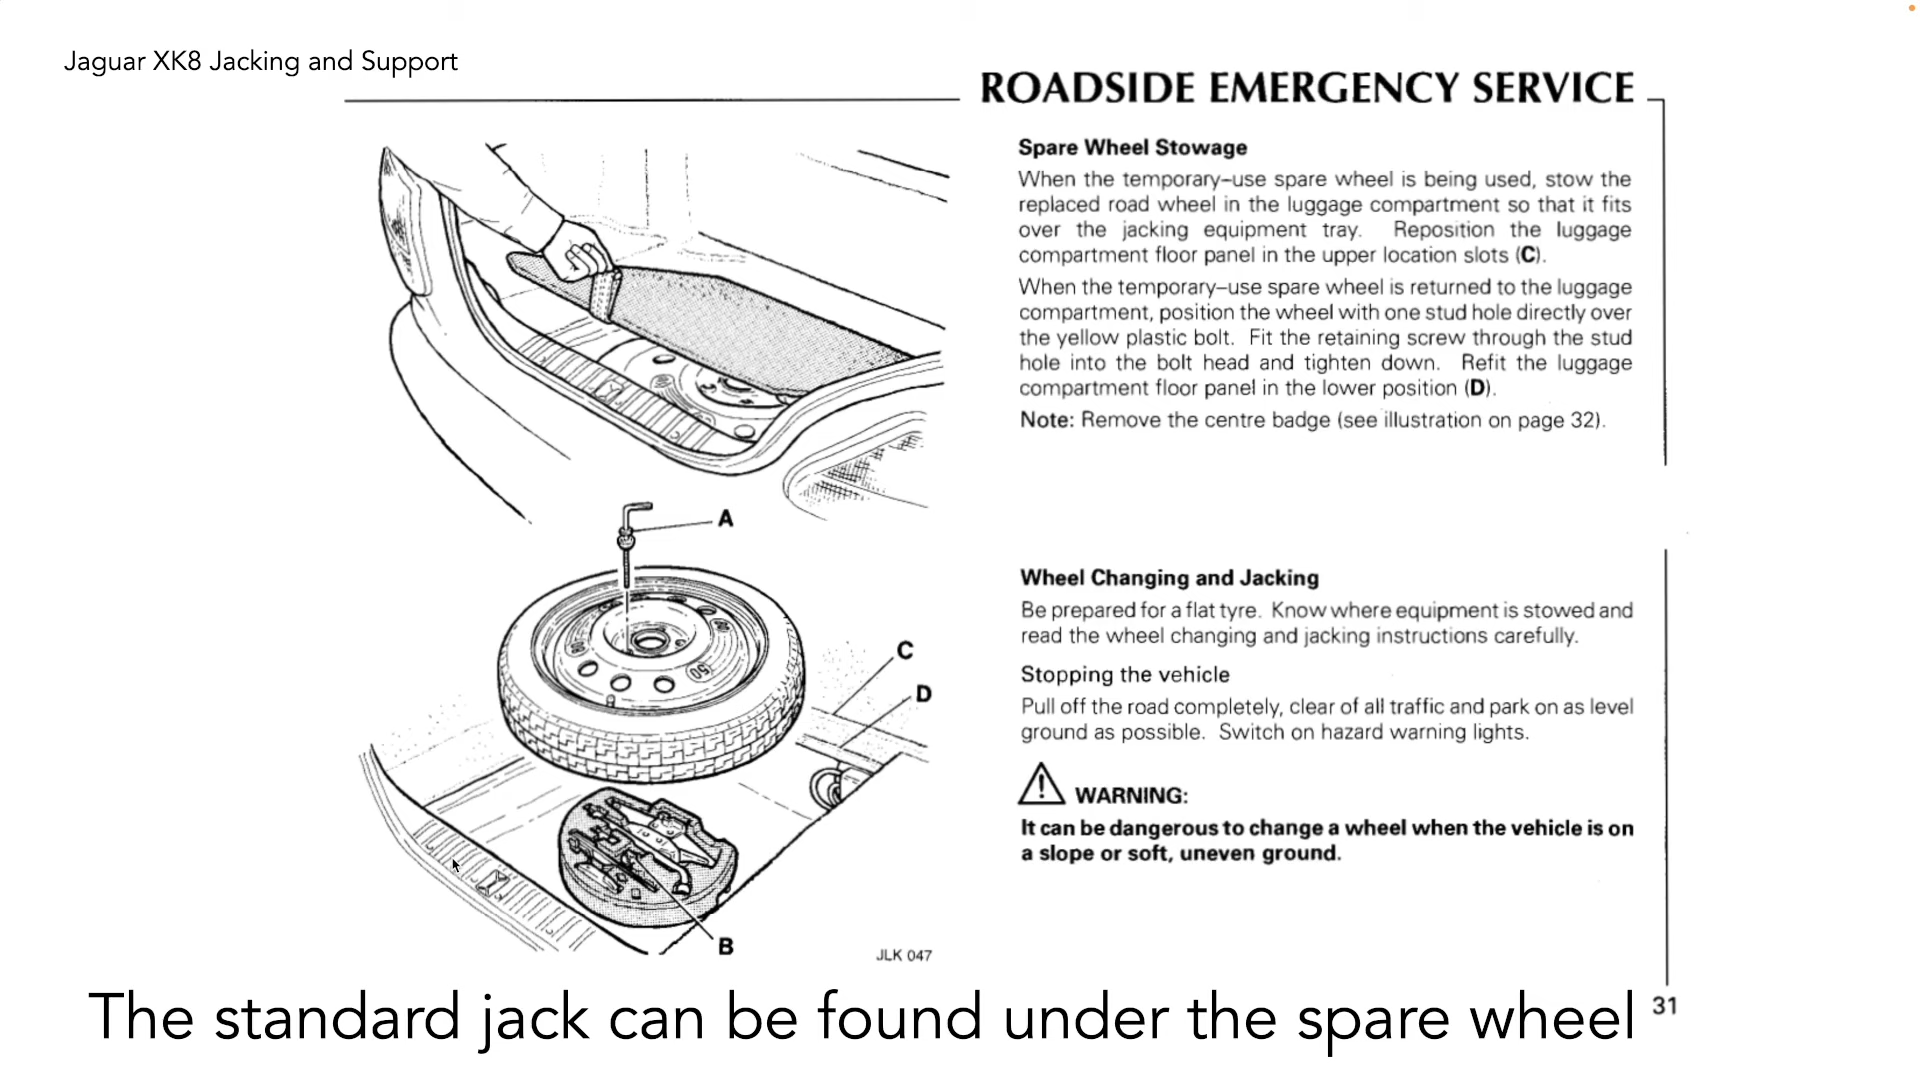 Jaguar XK8 Jacking and Support
ROADSIDE EMERGENCY SERVICE
Spare Wheel Stowage
When the temporary–use spare wheel is being used, stow the
replaced road wheel in the luggage compartment so that it fits
over the jacking equipment tray. Reposition the luggage
compartment floor panel in the upper location slots (C).
When the temporary–use spare wheel is returned to the luggage
compartment, position the wheel with one stud hole directly over
the yellow plastic bolt. Fit the retaining screw through the stud
hole into the bolt head and tighten down. Refit the luggage
compartment floor panel in the lower position (D).
Note: Remove the centre badge (see illustration on page 32).
A
C
D
B
50
JLK 047
Wheel Changing and Jacking
Be prepared for a flat tyre. Know where equipment is stowed and
read the wheel changing and jacking instructions carefully.
Stopping the vehicle
Pull off the road completely, clear of all traffic and park on as level
ground as possible. Switch on hazard warning lights.
WARNING:
It can be dangerous to change a wheel when the vehicle is on
a slope or soft, uneven ground.
31
The standard jack can be found under the spare wheel